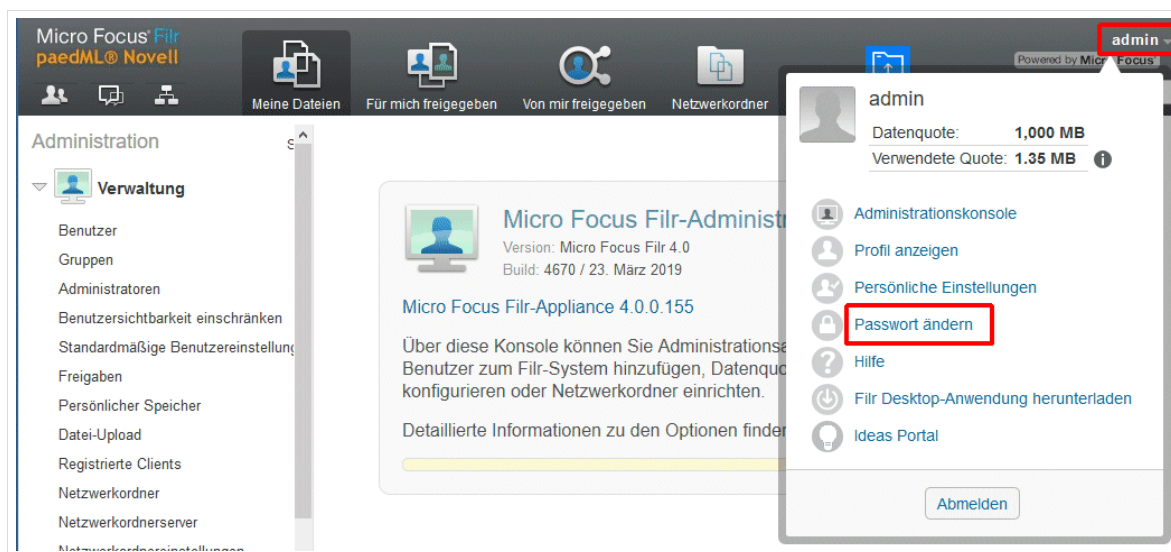 Micro Focus Filr
paedML® Novell
admin
Powered by Micro Focus
Meine Dateien
Für mich freigegeben
Von mir freigegeben
Netzwerkordner
Administration
Verwaltung
Benutzer
Gruppen
Administratoren
Benutzersichtbarkeit einschränken
Standardmäßige Benutzereinstellung
Freigaben
Persönlicher Speicher
Datei-Upload
Registrierte Clients
Netzwerkordner
Netzwerkordnerserver
Netzwerkordnereinstellungen
Micro Focus Filr-Administr
Version: Micro Focus Filr 4.0
Build: 4670 / 23. März 2019
Micro Focus Filr-Appliance 4.0.0.155
Über diese Konsole können Sie Administrationsa
Benutzer zum Filr-System hinzufügen, Datenquo
konfigurieren oder Netzwerkordner einrichten.
Detaillierte Informationen zu den Optionen finden
admin
Datenquote: 1,000 MB
Verwendete Quote: 1.35 MB
Administrationskonsole
Profil anzeigen
Persönliche Einstellungen
Passwort ändern
Hilfe
Filr Desktop-Anwendung herunterladen
Ideas Portal
Abmelden